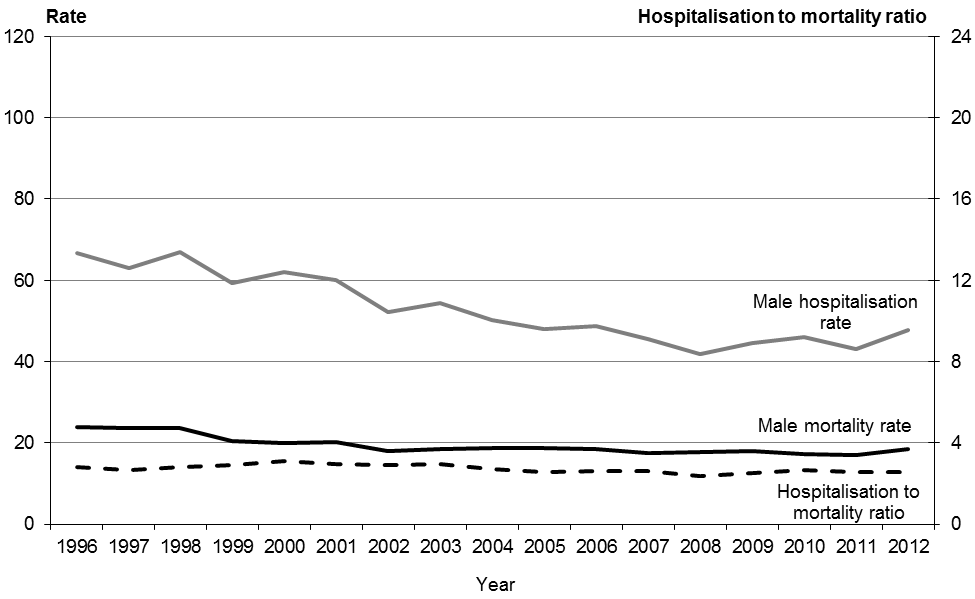 Rate Hospitalisation to mortality ratio
120 24
100 20
80 16
60 12
Male hospitalisation
rate
40 8
Male mortality rate
20 4
Hospitalisation to
mortality ratio
0 0
1996 1997 1998 1999 2000 2001 2002 2003 2004 2005 2006 2007 2008 2009 2010 2011 2012
Year